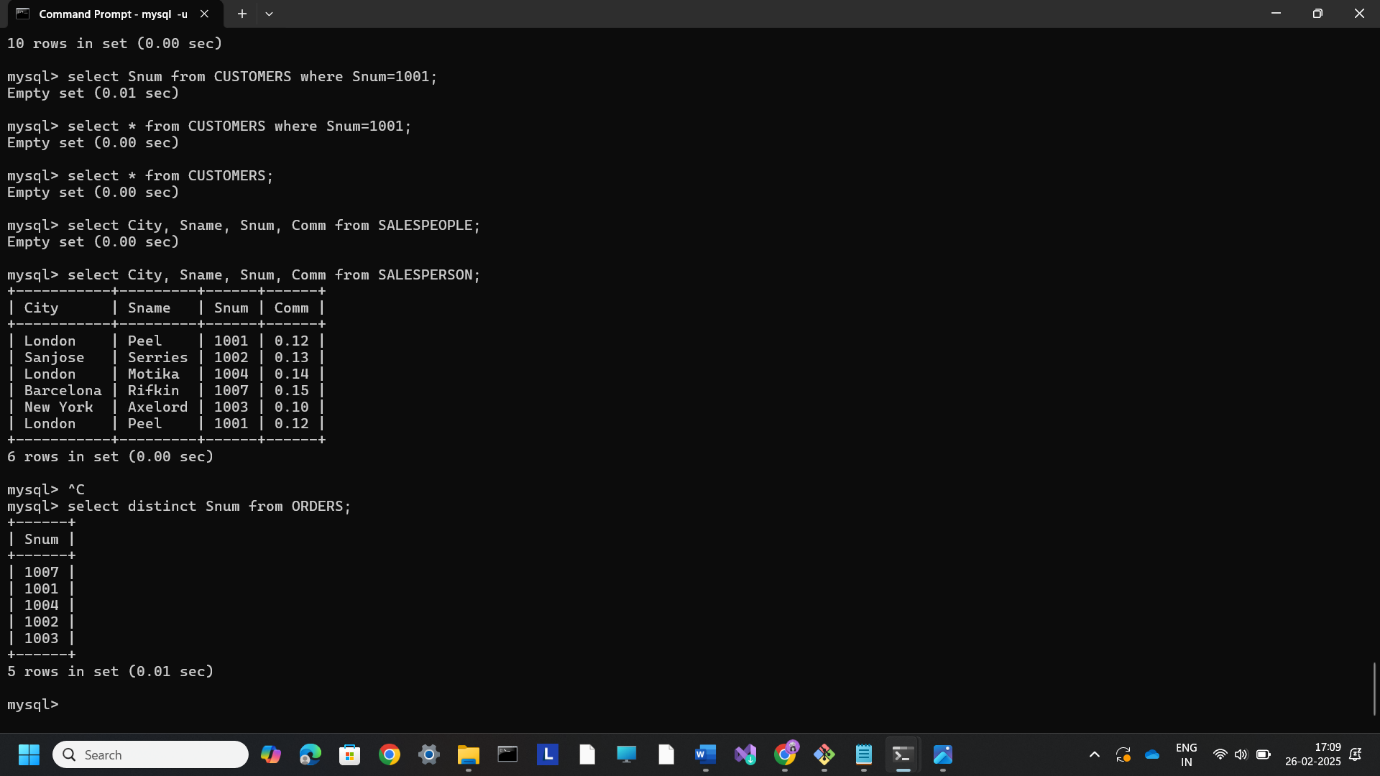 Command Prompt - mysql -u
10 rows in set (0.00 sec)
mysql> select Snum from CUSTOMERS where Snum=1001;
Empty set (0.01 sec)
mysql> select * from CUSTOMERS where Snum=1001;
Empty set (0.00 sec)
mysql> select * from CUSTOMERS;
Empty set (0.00 sec)
mysql> select City, Sname, Snum, Comm from SALESPEOPLE;
Empty set (0.00 sec)
mysql> select City, Sname, Snum, Comm from SALESPERSON;
+-----------+---------+------+------+
| City      | Sname   | Snum | Comm |
+-----------+---------+------+------+
| London    | Peel    | 1001 | 0.12 |
| Sanjose   | Serries | 1002 | 0.13 |
| London    | Motika  | 1004 | 0.14 |
| Barcelona | Rifkin  | 1007 | 0.15 |
| New York  | Axelord | 1003 | 0.10 |
| London    | Peel    | 1001 | 0.12 |
+-----------+---------+------+------+
6 rows in set (0.00 sec)
mysql> ^C
mysql> select distinct Snum from ORDERS;
+------+
| Snum |
+------+
| 1007 |
| 1001 |
| 1004 |
| 1002 |
| 1003 |
+------+
5 rows in set (0.01 sec)
mysql>
Search
L
W
ENG
IN
17:09
26-02-2025